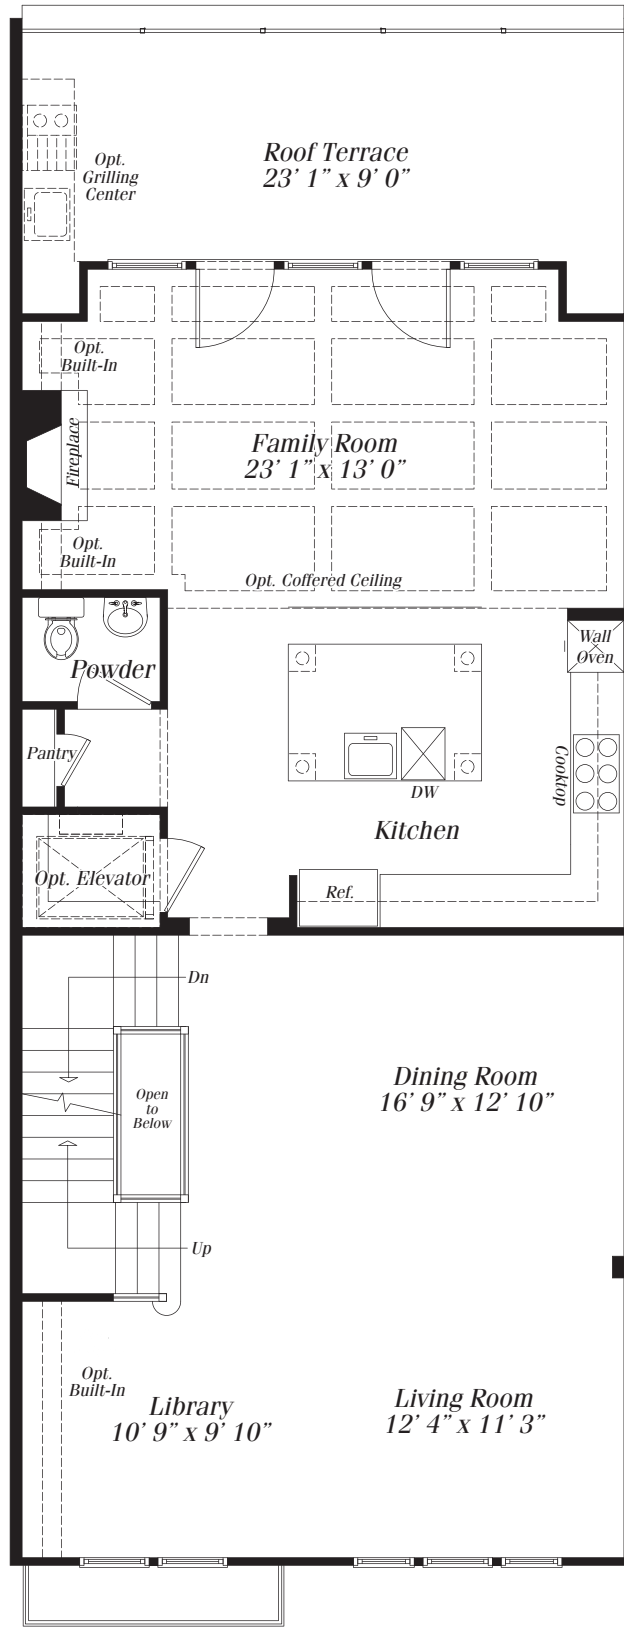 Roof Terrace
23' 1" x 9' 0"
Opt.
Grilling
Center
Opt.
Built-In
Fireplace
Family Room
23' 1" x 13' 0"
Opt.
Built-In
Opt. Coffered Ceiling
Wall
Oven
Powder
Pantry
Cooktop
DW
Kitchen
Opt. Elevator
Ref.
Dn
Open
to
Below
Dining Room
16' 9" x 12' 10"
Up
Opt.
Built-In
Library
10' 9" x 9' 10"
Living Room
12' 4" x 11' 3"